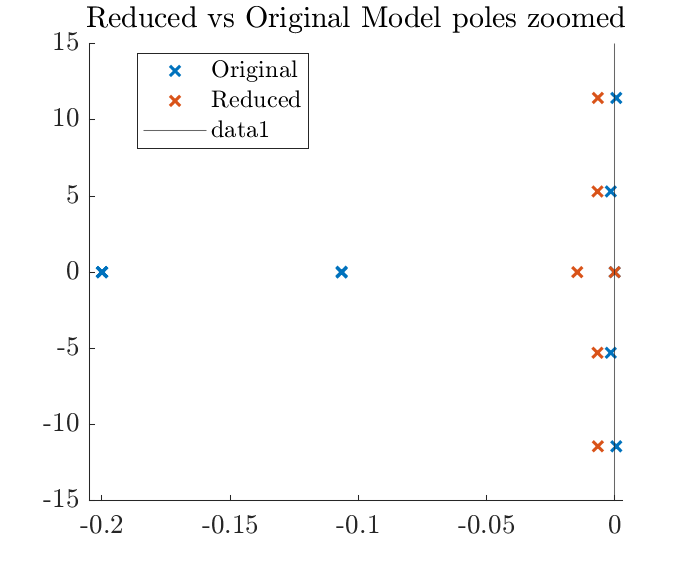 Reduced vs Original Model poles zoomed
15
Original
Reduced
data1
10
5
0
-5
-10
-15
-0.2 -0.15 -0.1 -0.05 0